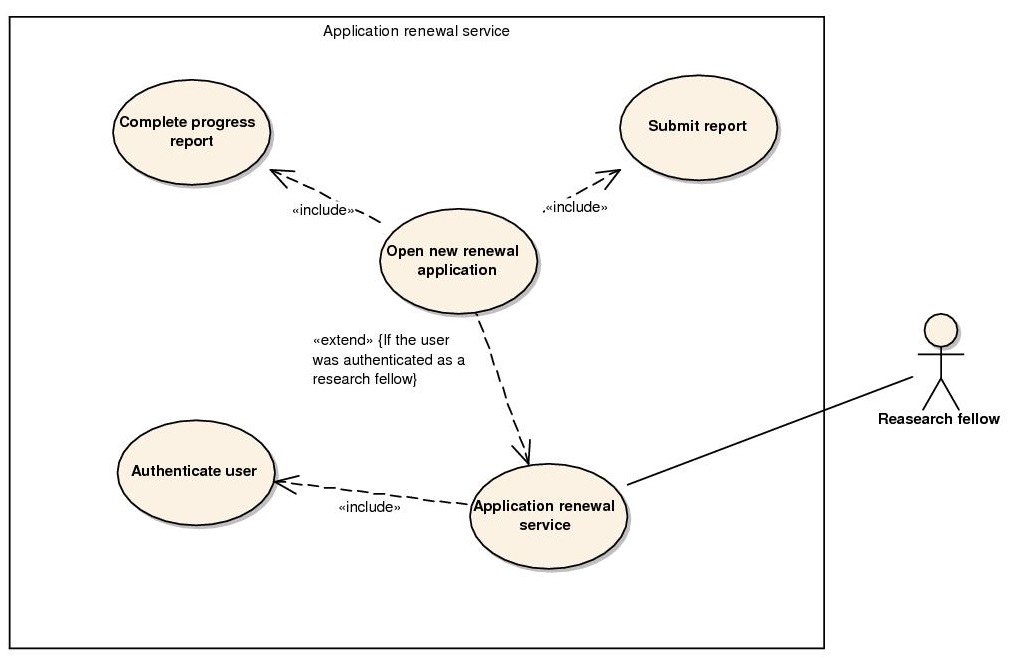 Application renewal service
Complete progress
report
Submit report
«include»
«include»
Open new renewal
application
«extend» {If the user
was authenticated as a
research fellow}
Reasearch fellow
Authenticate user
«include»
Application renewal
service